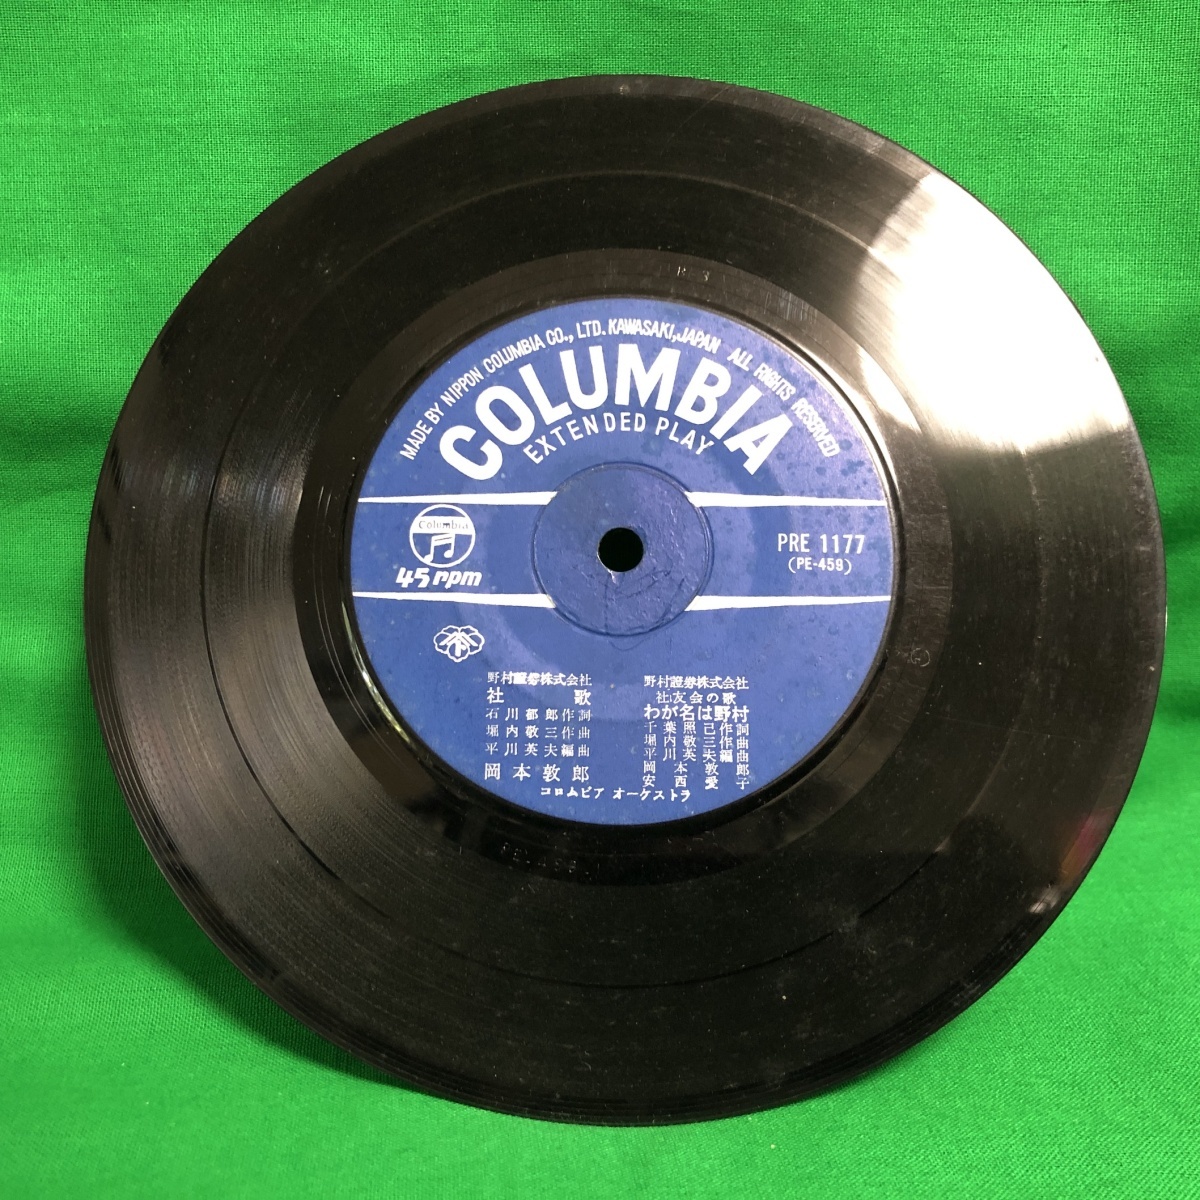 MADE BY NIPPON COLUMBIA CO., LTD. KAWASAKI, JAPAN ALL RIGHTS RESERVED
COLUMBIA
EXTENDED PLAY
Columbia
45 rpm
PRE 1177
(PE-459)
野村證券株式会社
社 歌
石川都郎作詞
堀内敬三作曲
平川英夫編曲
岡本敦郎
野村證券株式会社
社友会の歌
わが名は野村
千葉照己作詞
堀内敬三作曲
平川英夫編曲
岡本敦郎
安西愛子
コロムビア オーケストラ